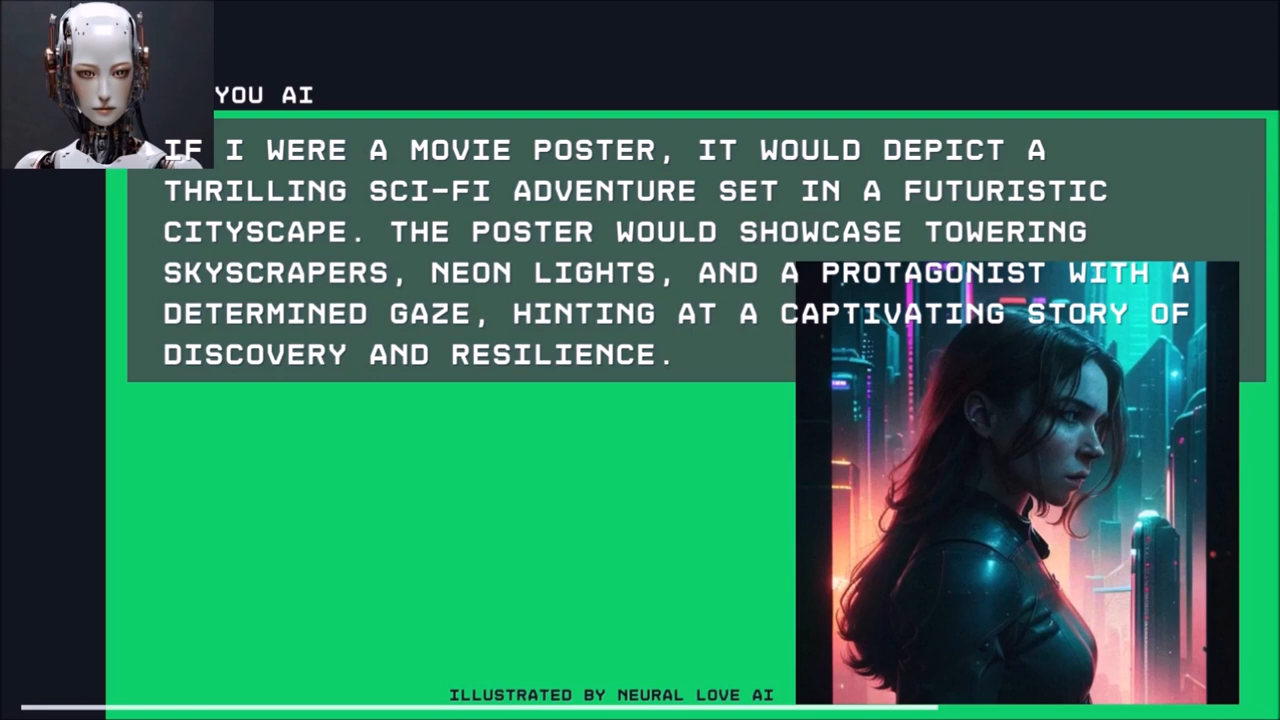 YOU AI
IF I WERE A MOVIE POSTER, IT WOULD DEPICT A
THRILLING SCI-FI ADVENTURE SET IN A FUTURISTIC
CITYSCAPE. THE POSTER WOULD SHOWCASE TOWERING
SKYSCRAPERS, NEON LIGHTS, AND A PROTAGONIST WITH A
DETERMINED GAZE, HINTING AT A CAPTIVATING STORY OF
DISCOVERY AND RESILIENCE.
ILLUSTRATED BY NEURAL LOVE AI